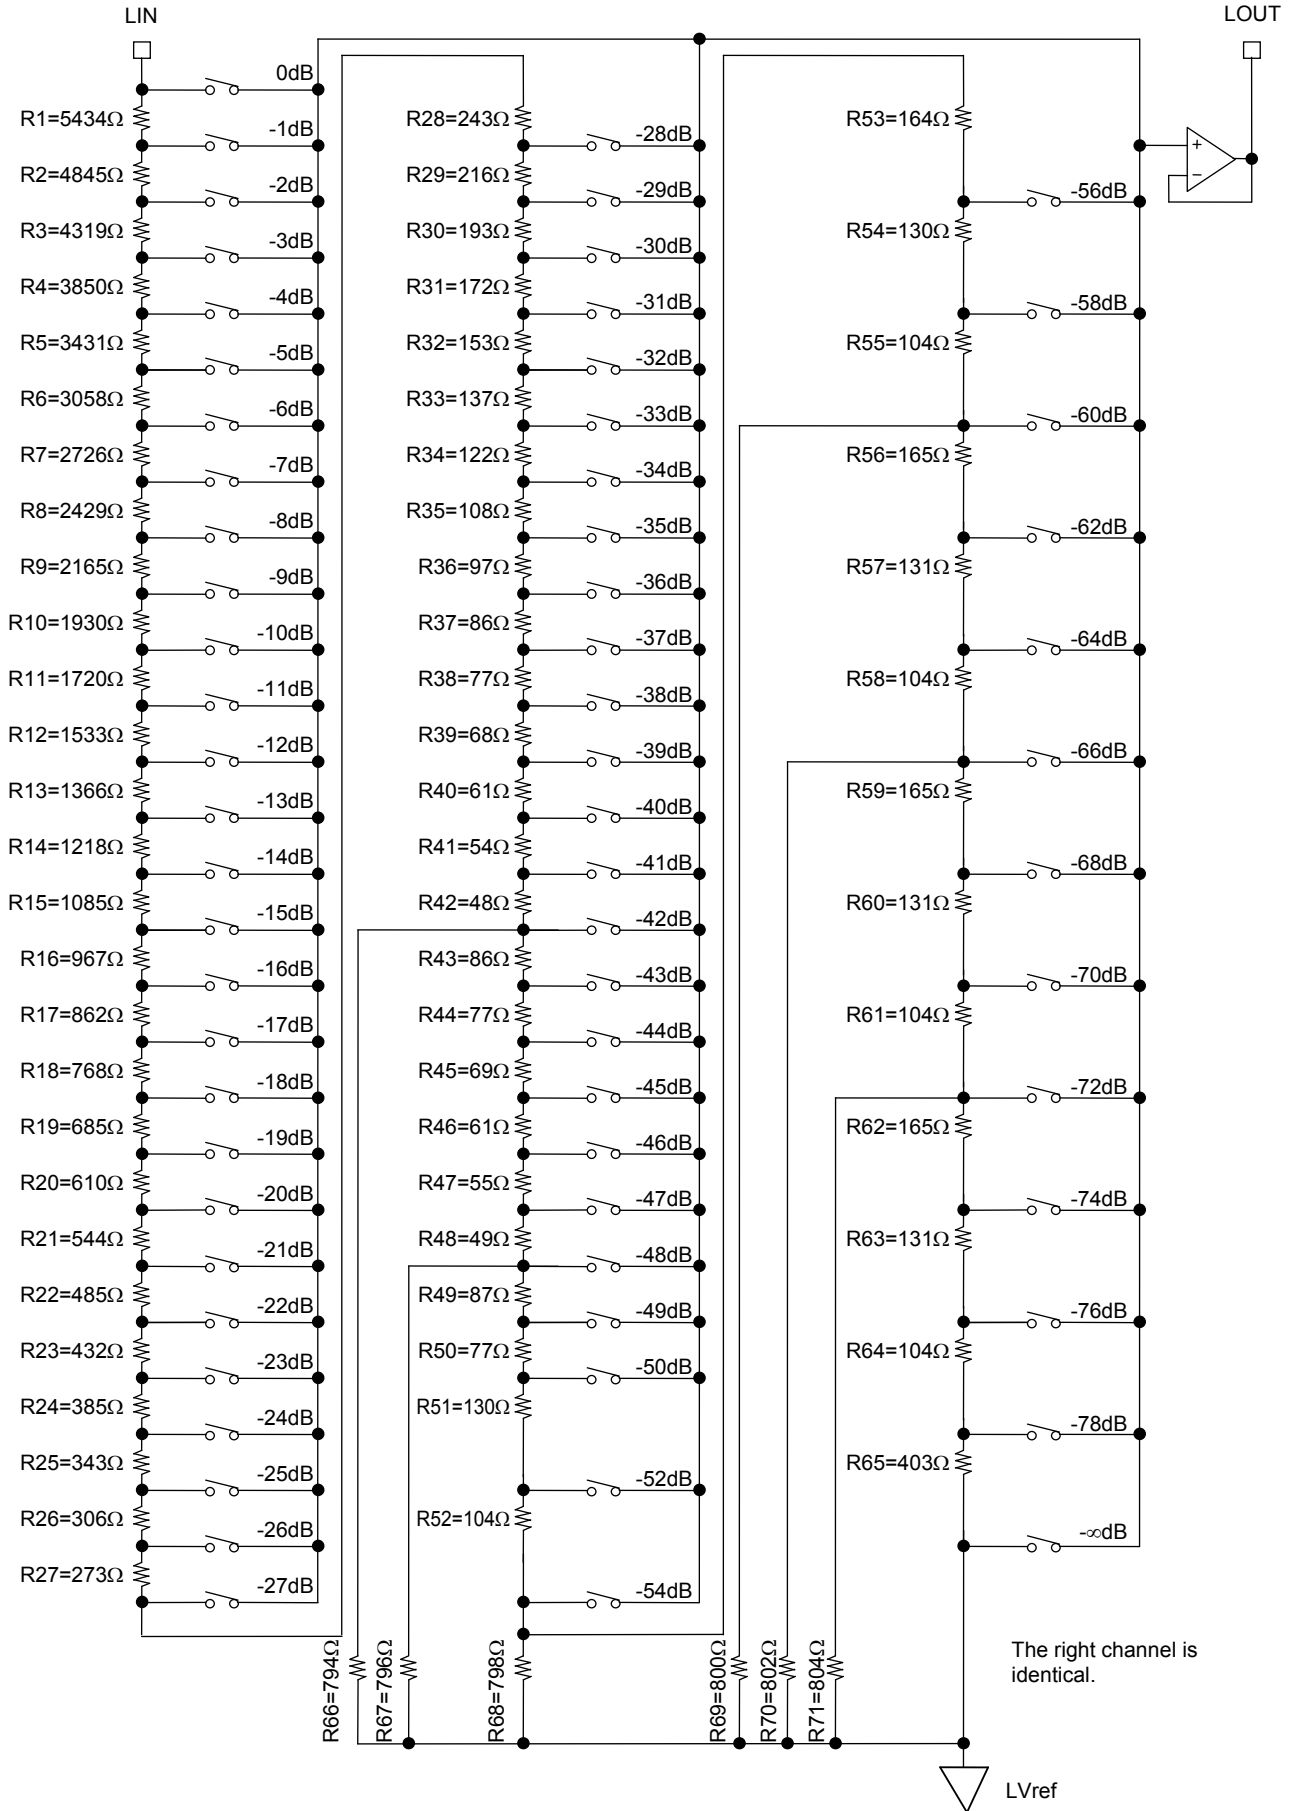 LIN
LOUT
0dB
R1=5434Ω
-1dB
R2=4845Ω
-2dB
R3=4319Ω
-3dB
R4=3850Ω
-4dB
R5=3431Ω
-5dB
R6=3058Ω
-6dB
R7=2726Ω
-7dB
R8=2429Ω
-8dB
R9=2165Ω
-9dB
R10=1930Ω
-10dB
R11=1720Ω
-11dB
R12=1533Ω
-12dB
R13=1366Ω
-13dB
R14=1218Ω
-14dB
R15=1085Ω
-15dB
R16=967Ω
-16dB
R17=862Ω
-17dB
R18=768Ω
-18dB
R19=685Ω
-19dB
R20=610Ω
-20dB
R21=544Ω
-21dB
R22=485Ω
-22dB
R23=432Ω
-23dB
R24=385Ω
-24dB
R25=343Ω
-25dB
R26=306Ω
-26dB
R27=273Ω
-27dB
R28=243Ω
-28dB
R29=216Ω
-29dB
R30=193Ω
-30dB
R31=172Ω
-31dB
R32=153Ω
-32dB
R33=137Ω
-33dB
R34=122Ω
-34dB
R35=108Ω
-35dB
R36=97Ω
-36dB
R37=86Ω
-37dB
R38=77Ω
-38dB
R39=68Ω
-39dB
R40=61Ω
-40dB
R41=54Ω
-41dB
R42=48Ω
-42dB
R43=86Ω
-43dB
R44=77Ω
-44dB
R45=69Ω
-45dB
R46=61Ω
-46dB
R47=55Ω
-47dB
R48=49Ω
-48dB
R49=87Ω
-49dB
R50=77Ω
-50dB
R51=130Ω
-52dB
R52=104Ω
-54dB
R53=164Ω
-56dB
R54=130Ω
-58dB
R55=104Ω
-60dB
R56=165Ω
-62dB
R57=131Ω
-64dB
R58=104Ω
-66dB
R59=165Ω
-68dB
R60=131Ω
-70dB
R61=104Ω
-72dB
R62=165Ω
-74dB
R63=131Ω
-76dB
R64=104Ω
-78dB
R65=403Ω
-∞dB
+
−
R66=794Ω
R67=796Ω
R68=798Ω
R69=800Ω
R70=802Ω
R71=804Ω
The right channel is
identical.
LVref